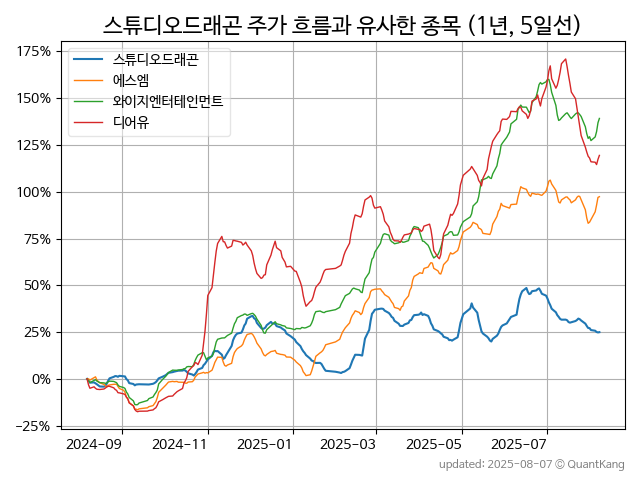 스튜디오드래곤 주가 흐름과 유사한 종목 (1년, 5일선)
175%
150%
125%
100%
75%
50%
25%
0%
−25%
스튜디오드래곤
에스엠
와이지엔터테인먼트
디어유
2024-09
2024-11
2025-01
2025-03
2025-05
2025-07
updated: 2025-08-07 © QuantKang